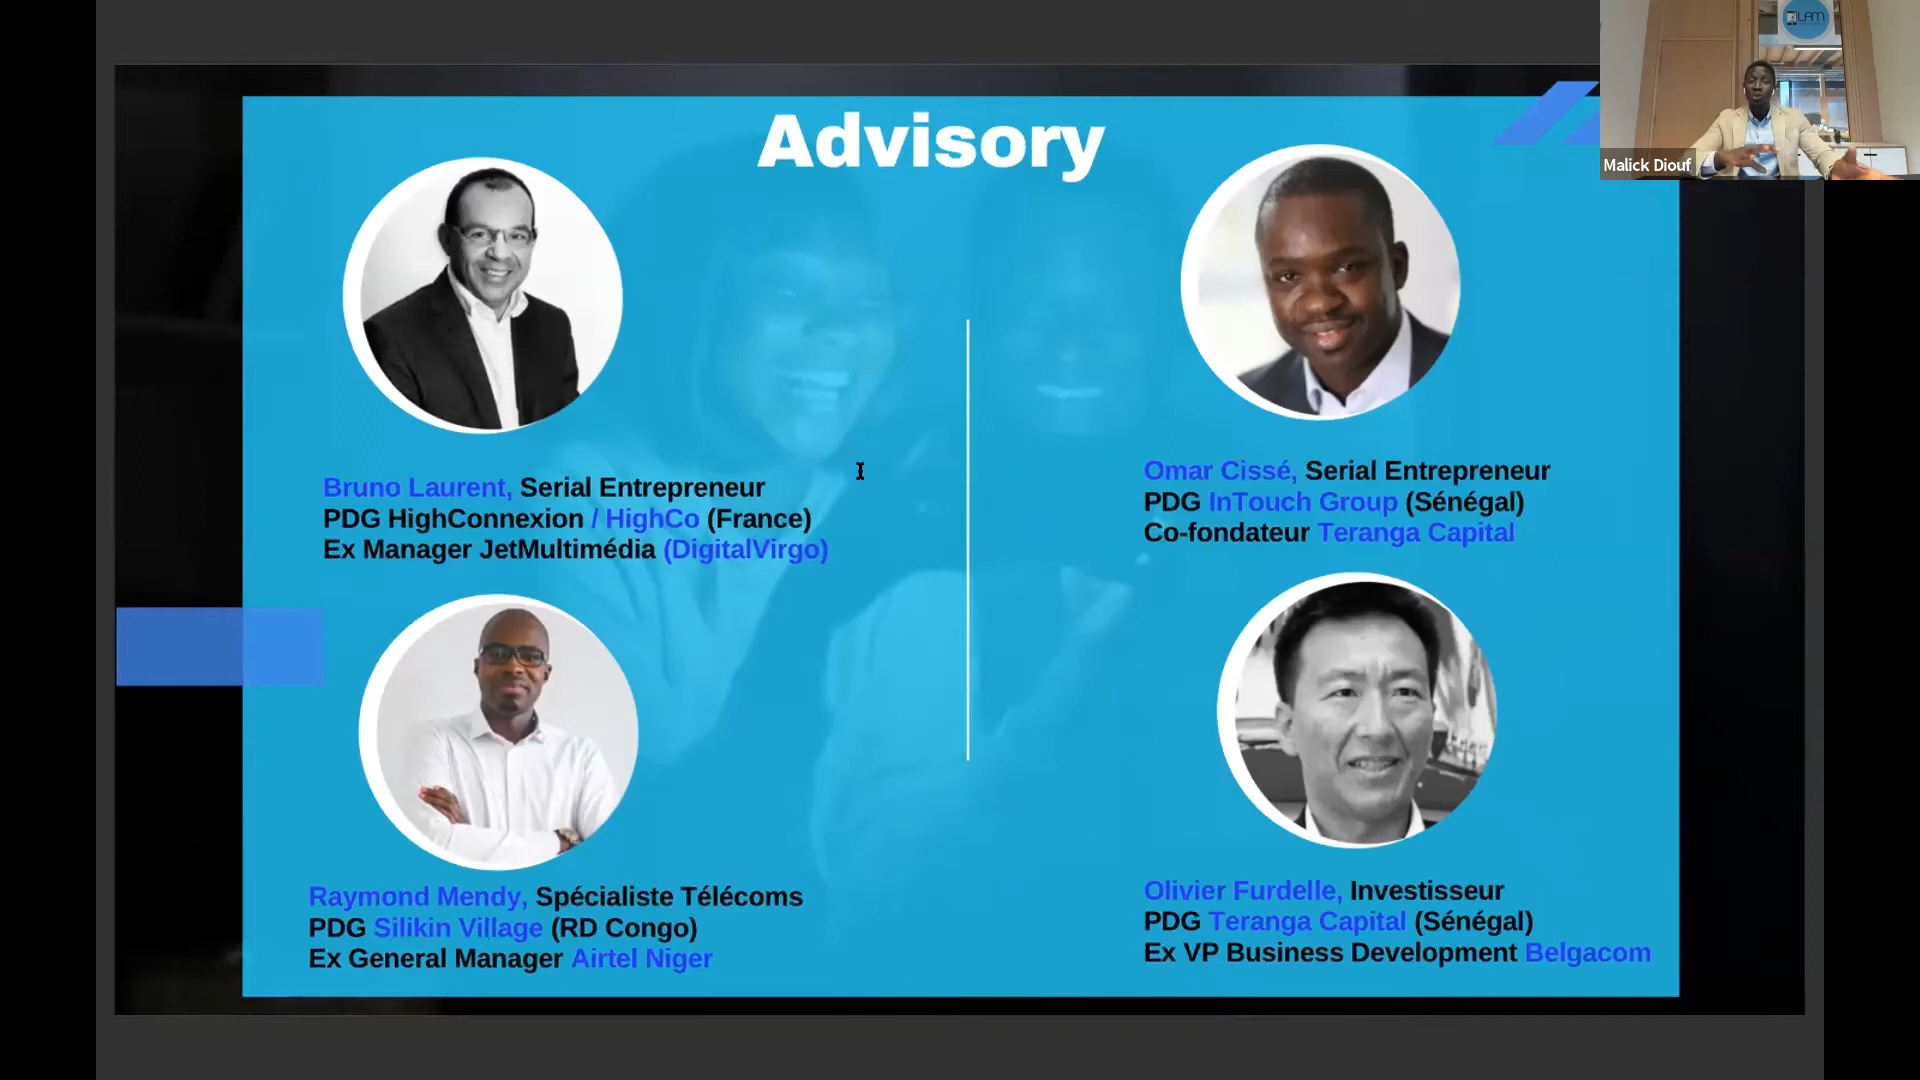 Advisory
LAM
Malick Diouf
Bruno Laurent, Serial Entrepreneur
PDG HighConnexion / HighCo (France)
Ex Manager JetMultimédia (DigitalVirgo)
Omar Cissé, Serial Entrepreneur
PDG InTouch Group (Sénégal)
Co-fondateur Teranga Capital
Raymond Mendy, Spécialiste Télécoms
PDG Silikin Village (RD Congo)
Ex General Manager Airtel Niger
Olivier Furdelle, Investisseur
PDG Teranga Capital (Sénégal)
Ex VP Business Development Belgacom